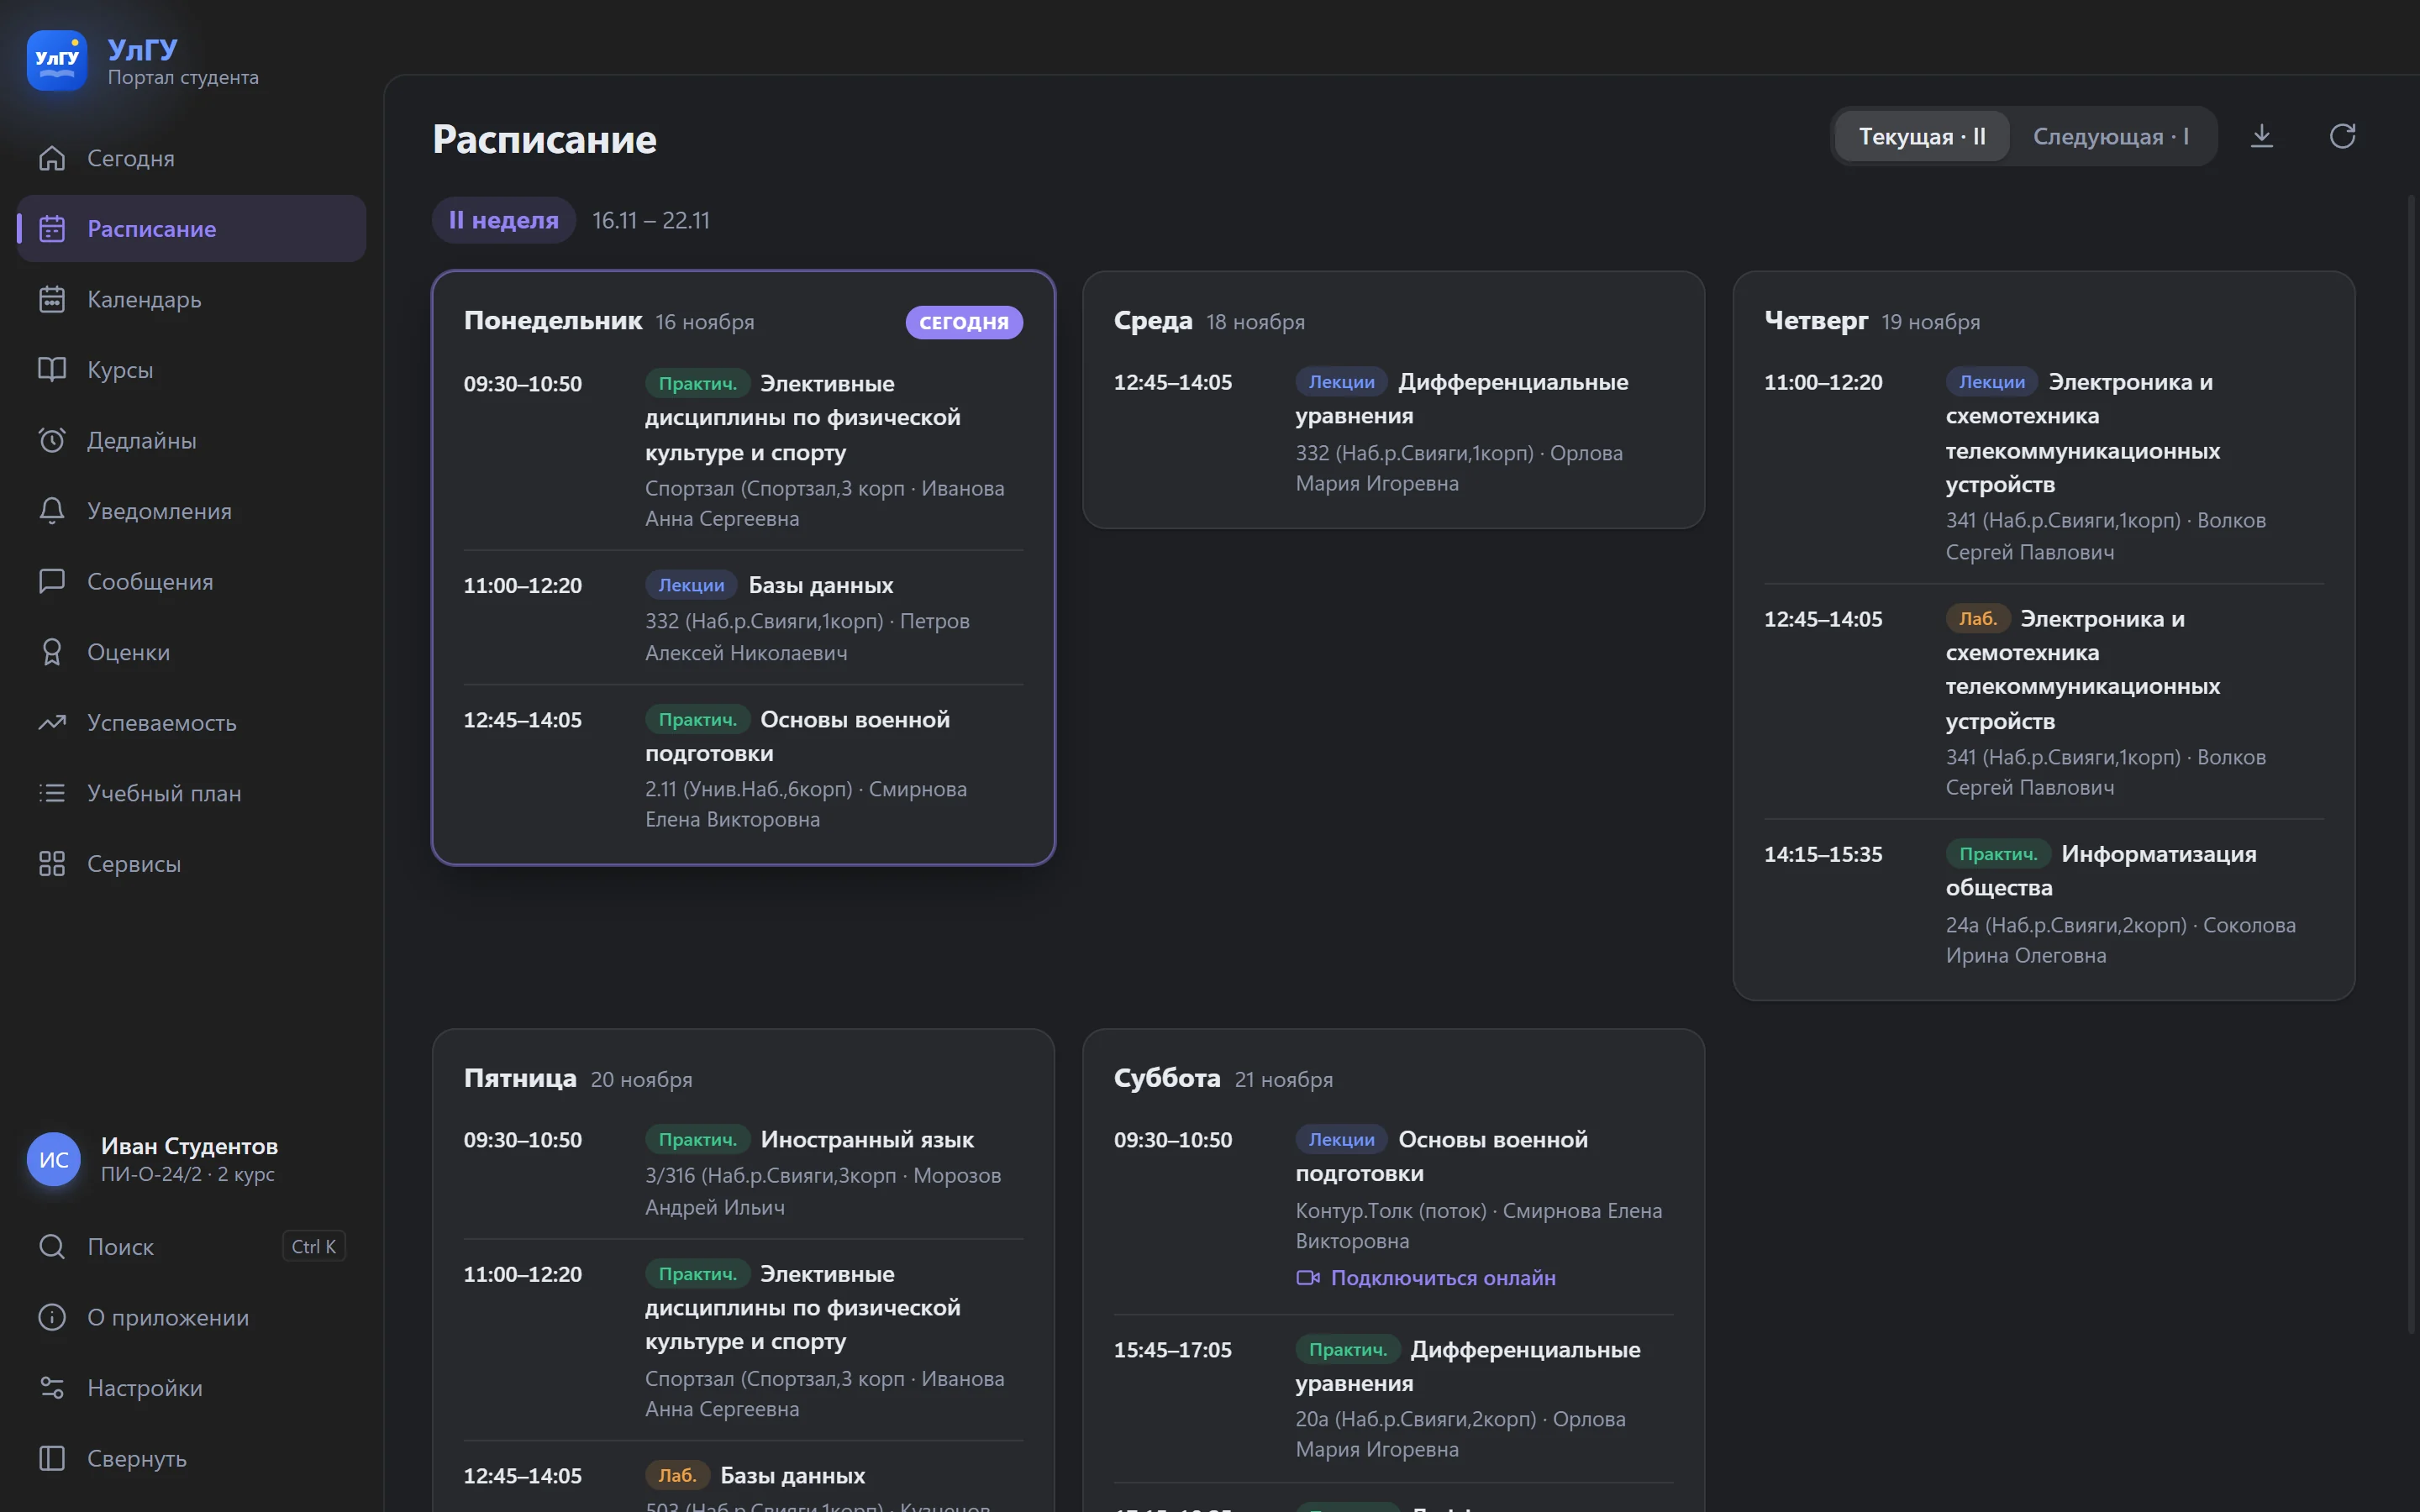 УлГУ
УлГУ
Портал студента
Сегодня
Расписание
Календарь
Курсы
Дедлайны
Уведомления
Сообщения
Оценки
Успеваемость
Учебный план
Сервисы
ИС
Иван Студентов
ПИ-О-24/2 · 2 курс
Поиск
Ctrl K
О приложении
Настройки
Свернуть
Расписание
Текущая · II
Следующая · I
II неделя 16.11 – 22.11
Понедельник 16 ноября СЕГОДНЯ
09:30–10:50
Практич. Элективные
дисциплины по физической
культуре и спорту
Спортзал (Спортзал,3 корп · Иванова
Анна Сергеевна
11:00–12:20
Лекции Базы данных
332 (Наб.р.Свияги,1корп) · Петров
Алексей Николаевич
12:45–14:05
Практич. Основы военной
подготовки
2.11 (Унив.Наб.,6корп) · Смирнова
Елена Викторовна
Среда 18 ноября
12:45–14:05
Лекции Дифференциальные
уравнения
332 (Наб.р.Свияги,1корп) · Орлова
Мария Игоревна
Четверг 19 ноября
11:00–12:20
Лекции Электроника и
схемотехника
телекоммуникационных
устройств
341 (Наб.р.Свияги,1корп) · Волков
Сергей Павлович
12:45–14:05
Лаб. Электроника и
схемотехника
телекоммуникационных
устройств
341 (Наб.р.Свияги,1корп) · Волков
Сергей Павлович
14:15–15:35
Практич. Информатизация
общества
24а (Наб.р.Свияги,2корп) · Соколова
Ирина Олеговна
Пятница 20 ноября
09:30–10:50
Практич. Иностранный язык
3/316 (Наб.р.Свияги,3корп · Морозов
Андрей Ильич
11:00–12:20
Практич. Элективные
дисциплины по физической
культуре и спорту
Спортзал (Спортзал,3 корп · Иванова
Анна Сергеевна
12:45–14:05
Лаб. Базы данных
503 (Наб.р.Свияги,1корп) · Кузнецов
Суббота 21 ноября
09:30–10:50
Лекции Основы военной
подготовки
Контур.Толк (поток) · Смирнова Елена
Викторовна
Подключиться онлайн
15:45–17:05
Практич. Дифференциальные
уравнения
20а (Наб.р.Свияги,2корп) · Орлова
Мария Игоревна